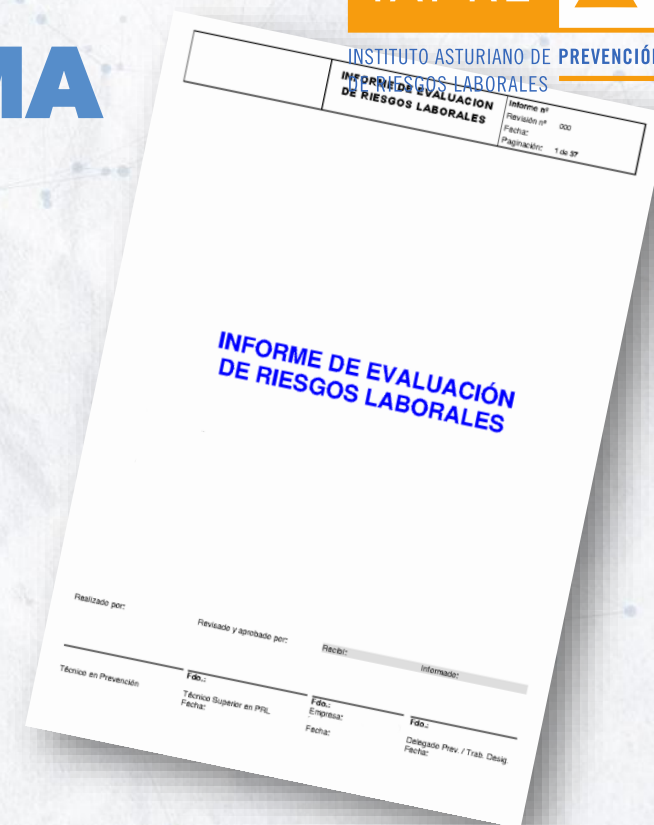 MA
INSTITUTO ASTURIANO DE PREVENCIÓN
DE RIESGOS LABORALES
INFORME DE EVALUACION
DE RIESGOS LABORALES
Informe nº
Revisión nº 000
Fecha:
Paginación: 1 de 57
INFORME DE EVALUACIÓN
DE RIESGOS LABORALES
Realizado por:
Revisado y aprobado por:
Recibí:
Informado:
Técnico en Prevención
Fdo.:
Técnico Superior en PRL
Fecha:
Fdo.:
Empresa:
Fecha:
Fdo.:
Delegado Prev. / Trab. Desig.
Fecha: